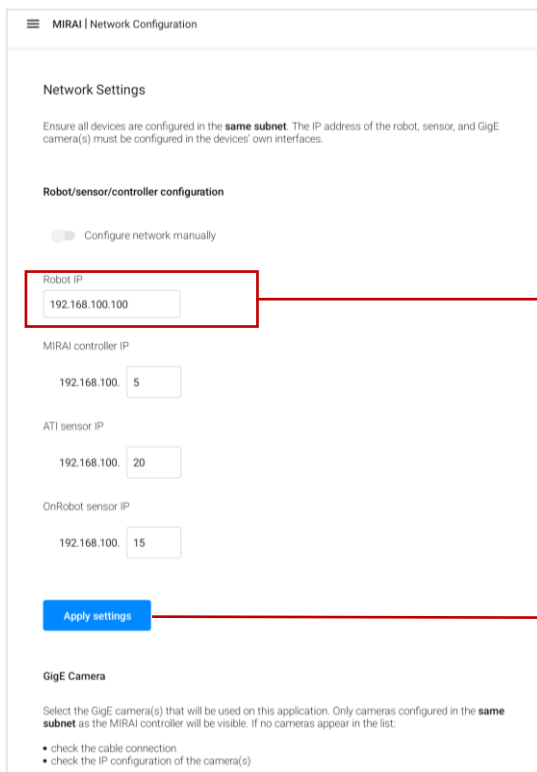 MIRAI | Network Configuration
Network Settings
Ensure all devices are configured in the same subnet. The IP address of the robot, sensor, and GigE
camera(s) must be configured in the devices' own interfaces.
Robot/sensor/controller configuration
Configure network manually
Robot IP
192.168.100.100
MIRAI controller IP
192.168.100. 5
ATI sensor IP
192.168.100. 20
OnRobot sensor IP
192.168.100. 15
Apply settings
GigE Camera
Select the GigE camera(s) that will be used on this application. Only cameras configured in the same
subnet as the MIRAI controller will be visible. If no cameras appear in the list:
• check the cable connection
• check the IP configuration of the camera(s)